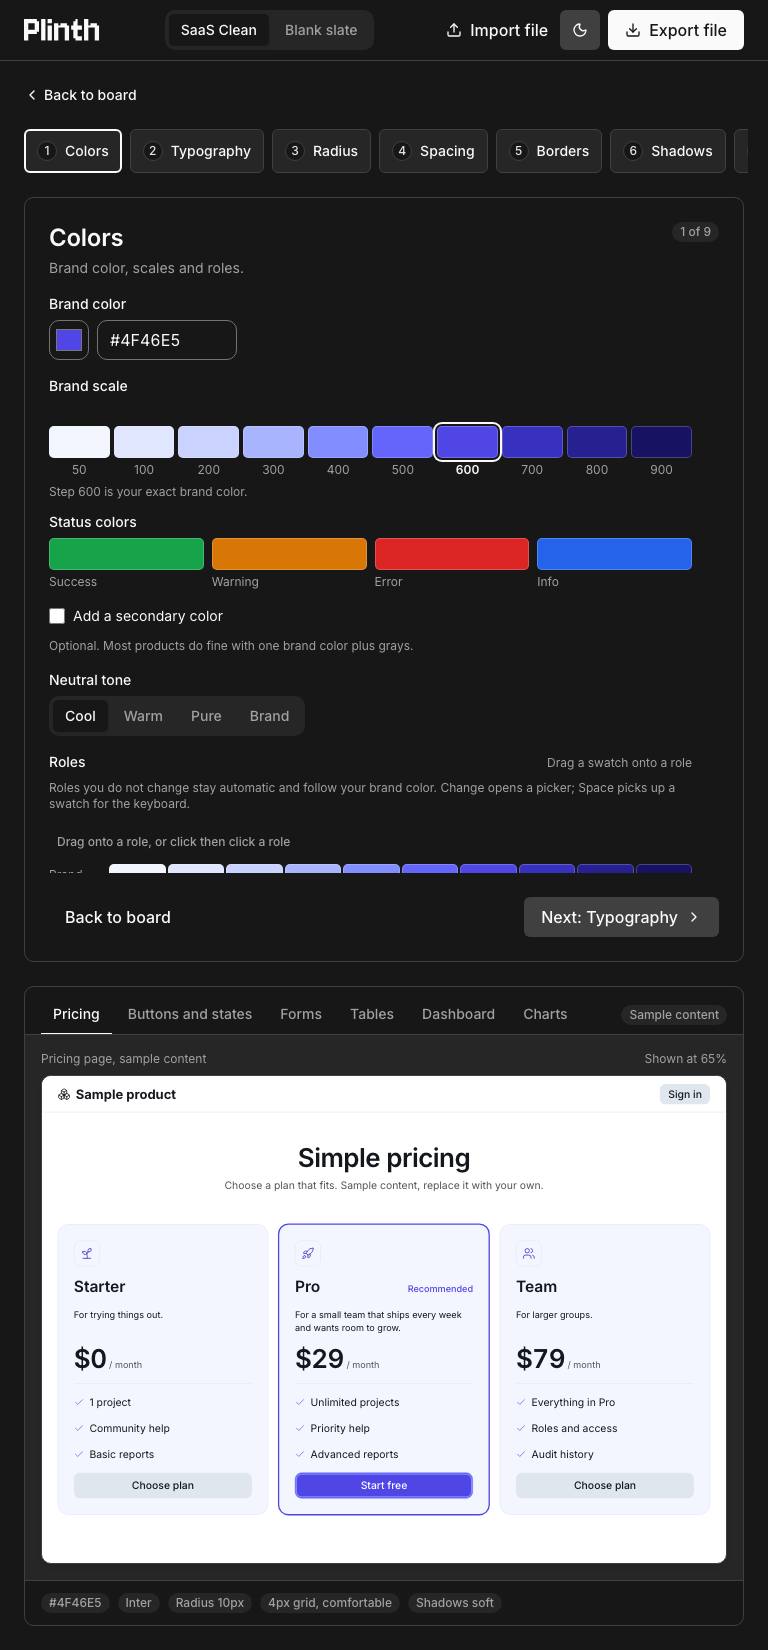 Plinth
SaaS Clean
Blank slate
Import file
Export file
Back to board
1 Colors
2 Typography
3 Radius
4 Spacing
5 Borders
6 Shadows
Colors
1 of 9
Brand color, scales and roles.
Brand color
#4F46E5
Brand scale
50 100 200 300 400 500 600 700 800 900
Step 600 is your exact brand color.
Status colors
Success Warning Error Info
Add a secondary color
Optional. Most products do fine with one brand color plus grays.
Neutral tone
Cool Warm Pure Brand
Roles
Drag a swatch onto a role
Roles you do not change stay automatic and follow your brand color. Change opens a picker; Space picks up a
swatch for the keyboard.
Drag onto a role, or click then click a role
Brand
Back to board
Next: Typography
Pricing Buttons and states Forms Tables Dashboard Charts
Sample content
Pricing page, sample content
Shown at 65%
Sample product
Sign in
Simple pricing
Choose a plan that fits. Sample content, replace it with your own.
Starter
For trying things out.
$0 / month
1 project
Community help
Basic reports
Choose plan
Pro
Recommended
For a small team that ships every week
and wants room to grow.
$29 / month
Unlimited projects
Priority help
Advanced reports
Start free
Team
For larger groups.
$79 / month
Everything in Pro
Roles and access
Audit history
Choose plan
#4F46E5
Inter
Radius 10px
4px grid, comfortable
Shadows soft